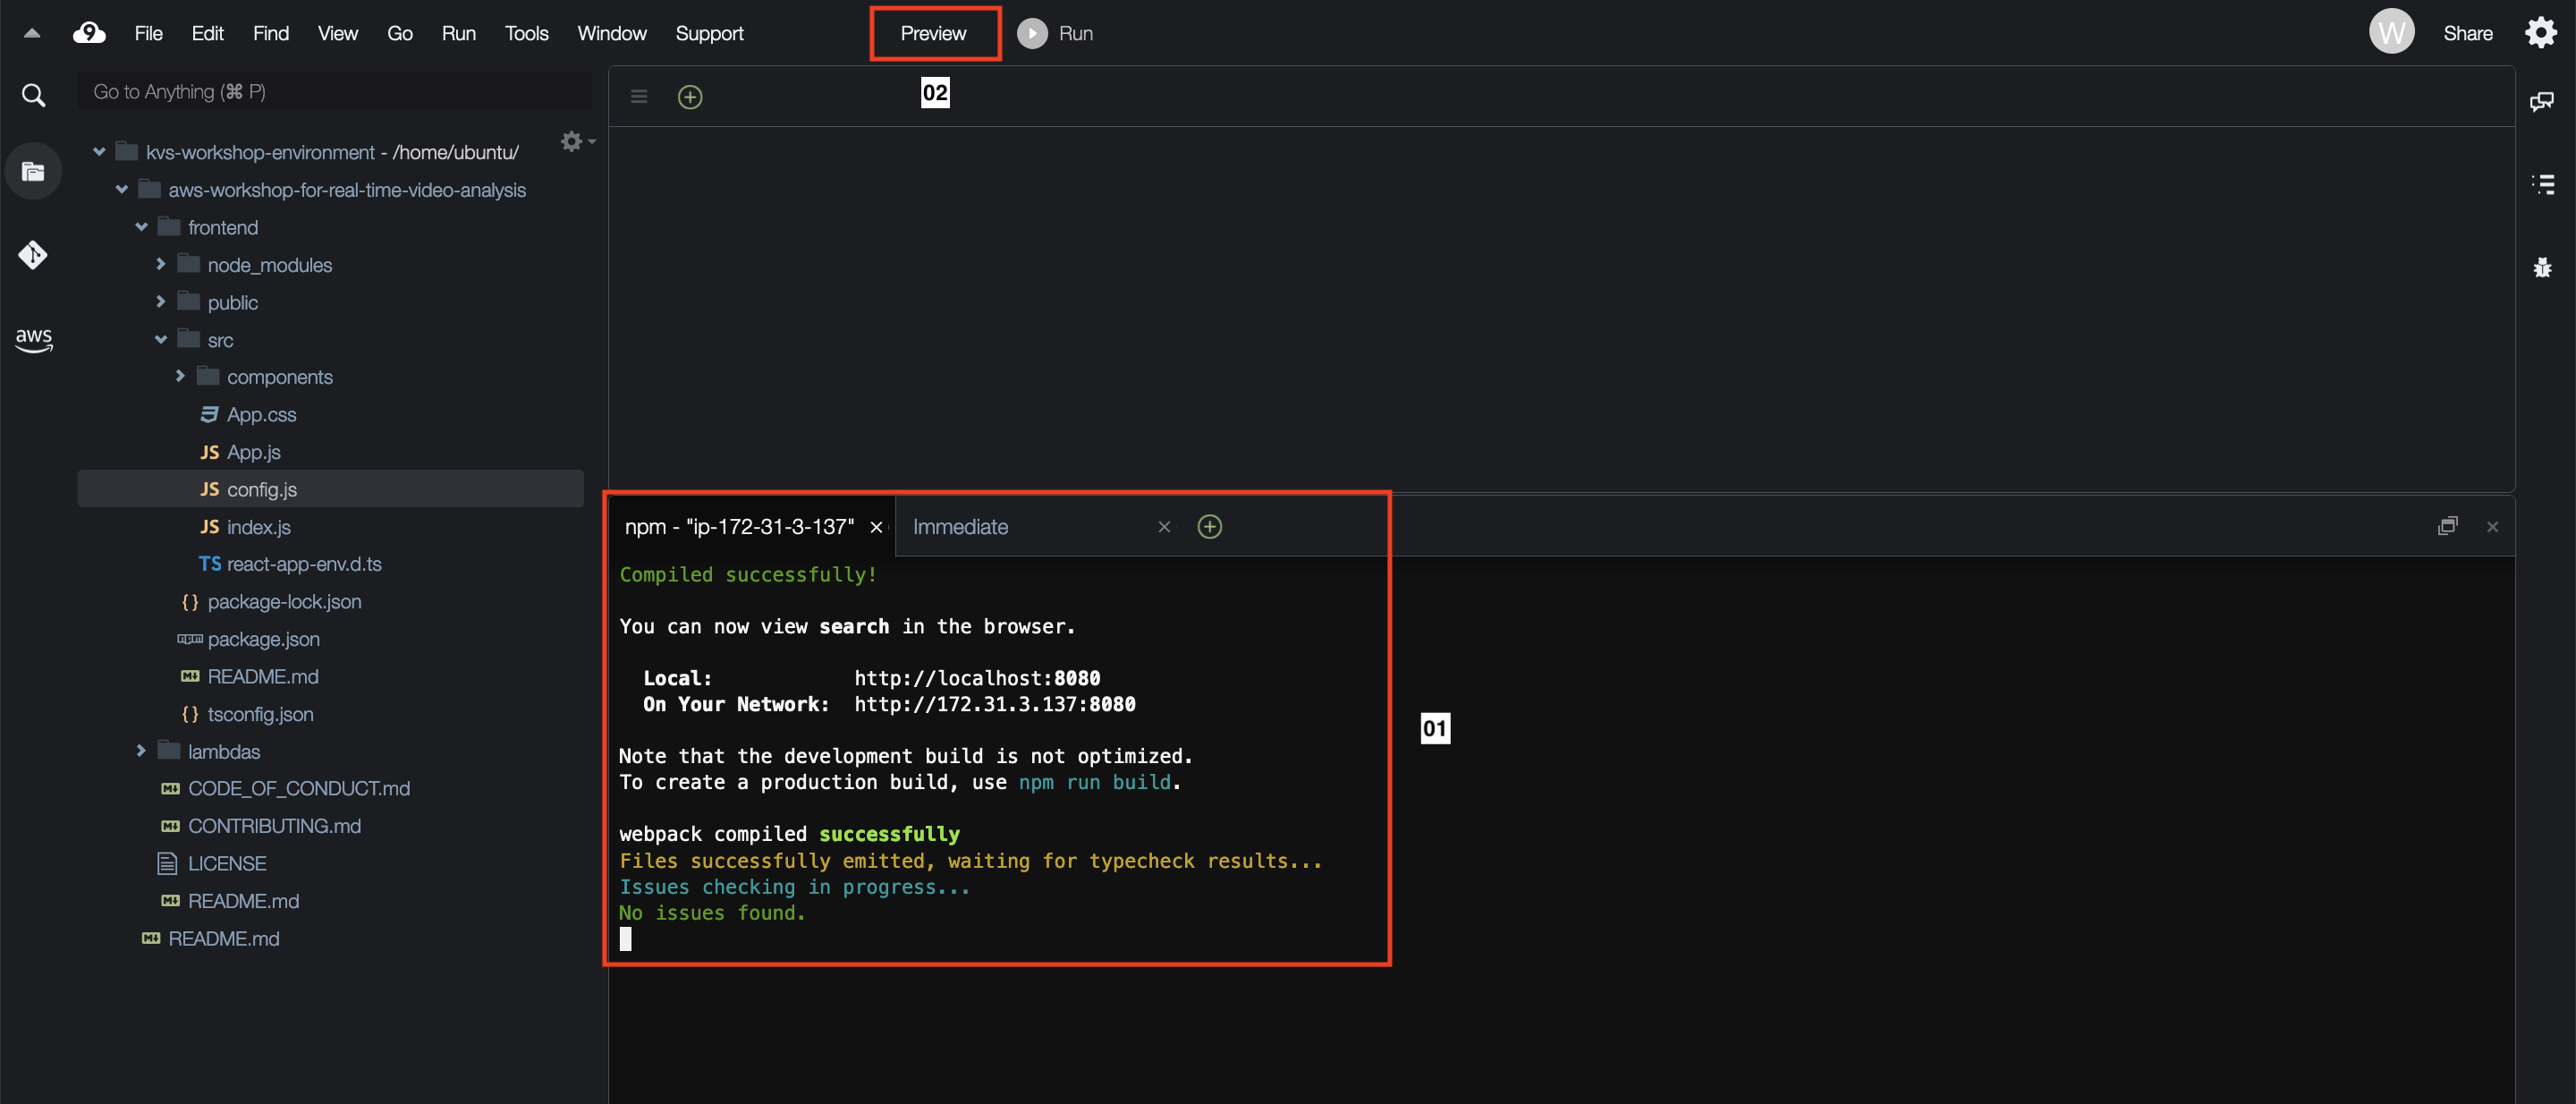 File Edit Find View Go Run Tools Window Support Preview Run W Share
Go to Anything (⌘ P)
02
kvs-workshop-environment - /home/ubuntu/
aws-workshop-for-real-time-video-analysis
frontend
node_modules
public
src
components
App.css
JS App.js
JS config.js
JS index.js
TS react-app-env.d.ts
{} package-lock.json
package.json
README.md
{} tsconfig.json
lambdas
CODE_OF_CONDUCT.md
CONTRIBUTING.md
LICENSE
README.md
README.md
aws
npm - "ip-172-31-3-137" × Immediate ×
Compiled successfully!
You can now view search in the browser.
Local: http://localhost:8080
On Your Network: http://172.31.3.137:8080
Note that the development build is not optimized.
To create a production build, use npm run build.
webpack compiled successfully
Files successfully emitted, waiting for typecheck results...
Issues checking in progress...
No issues found.
01